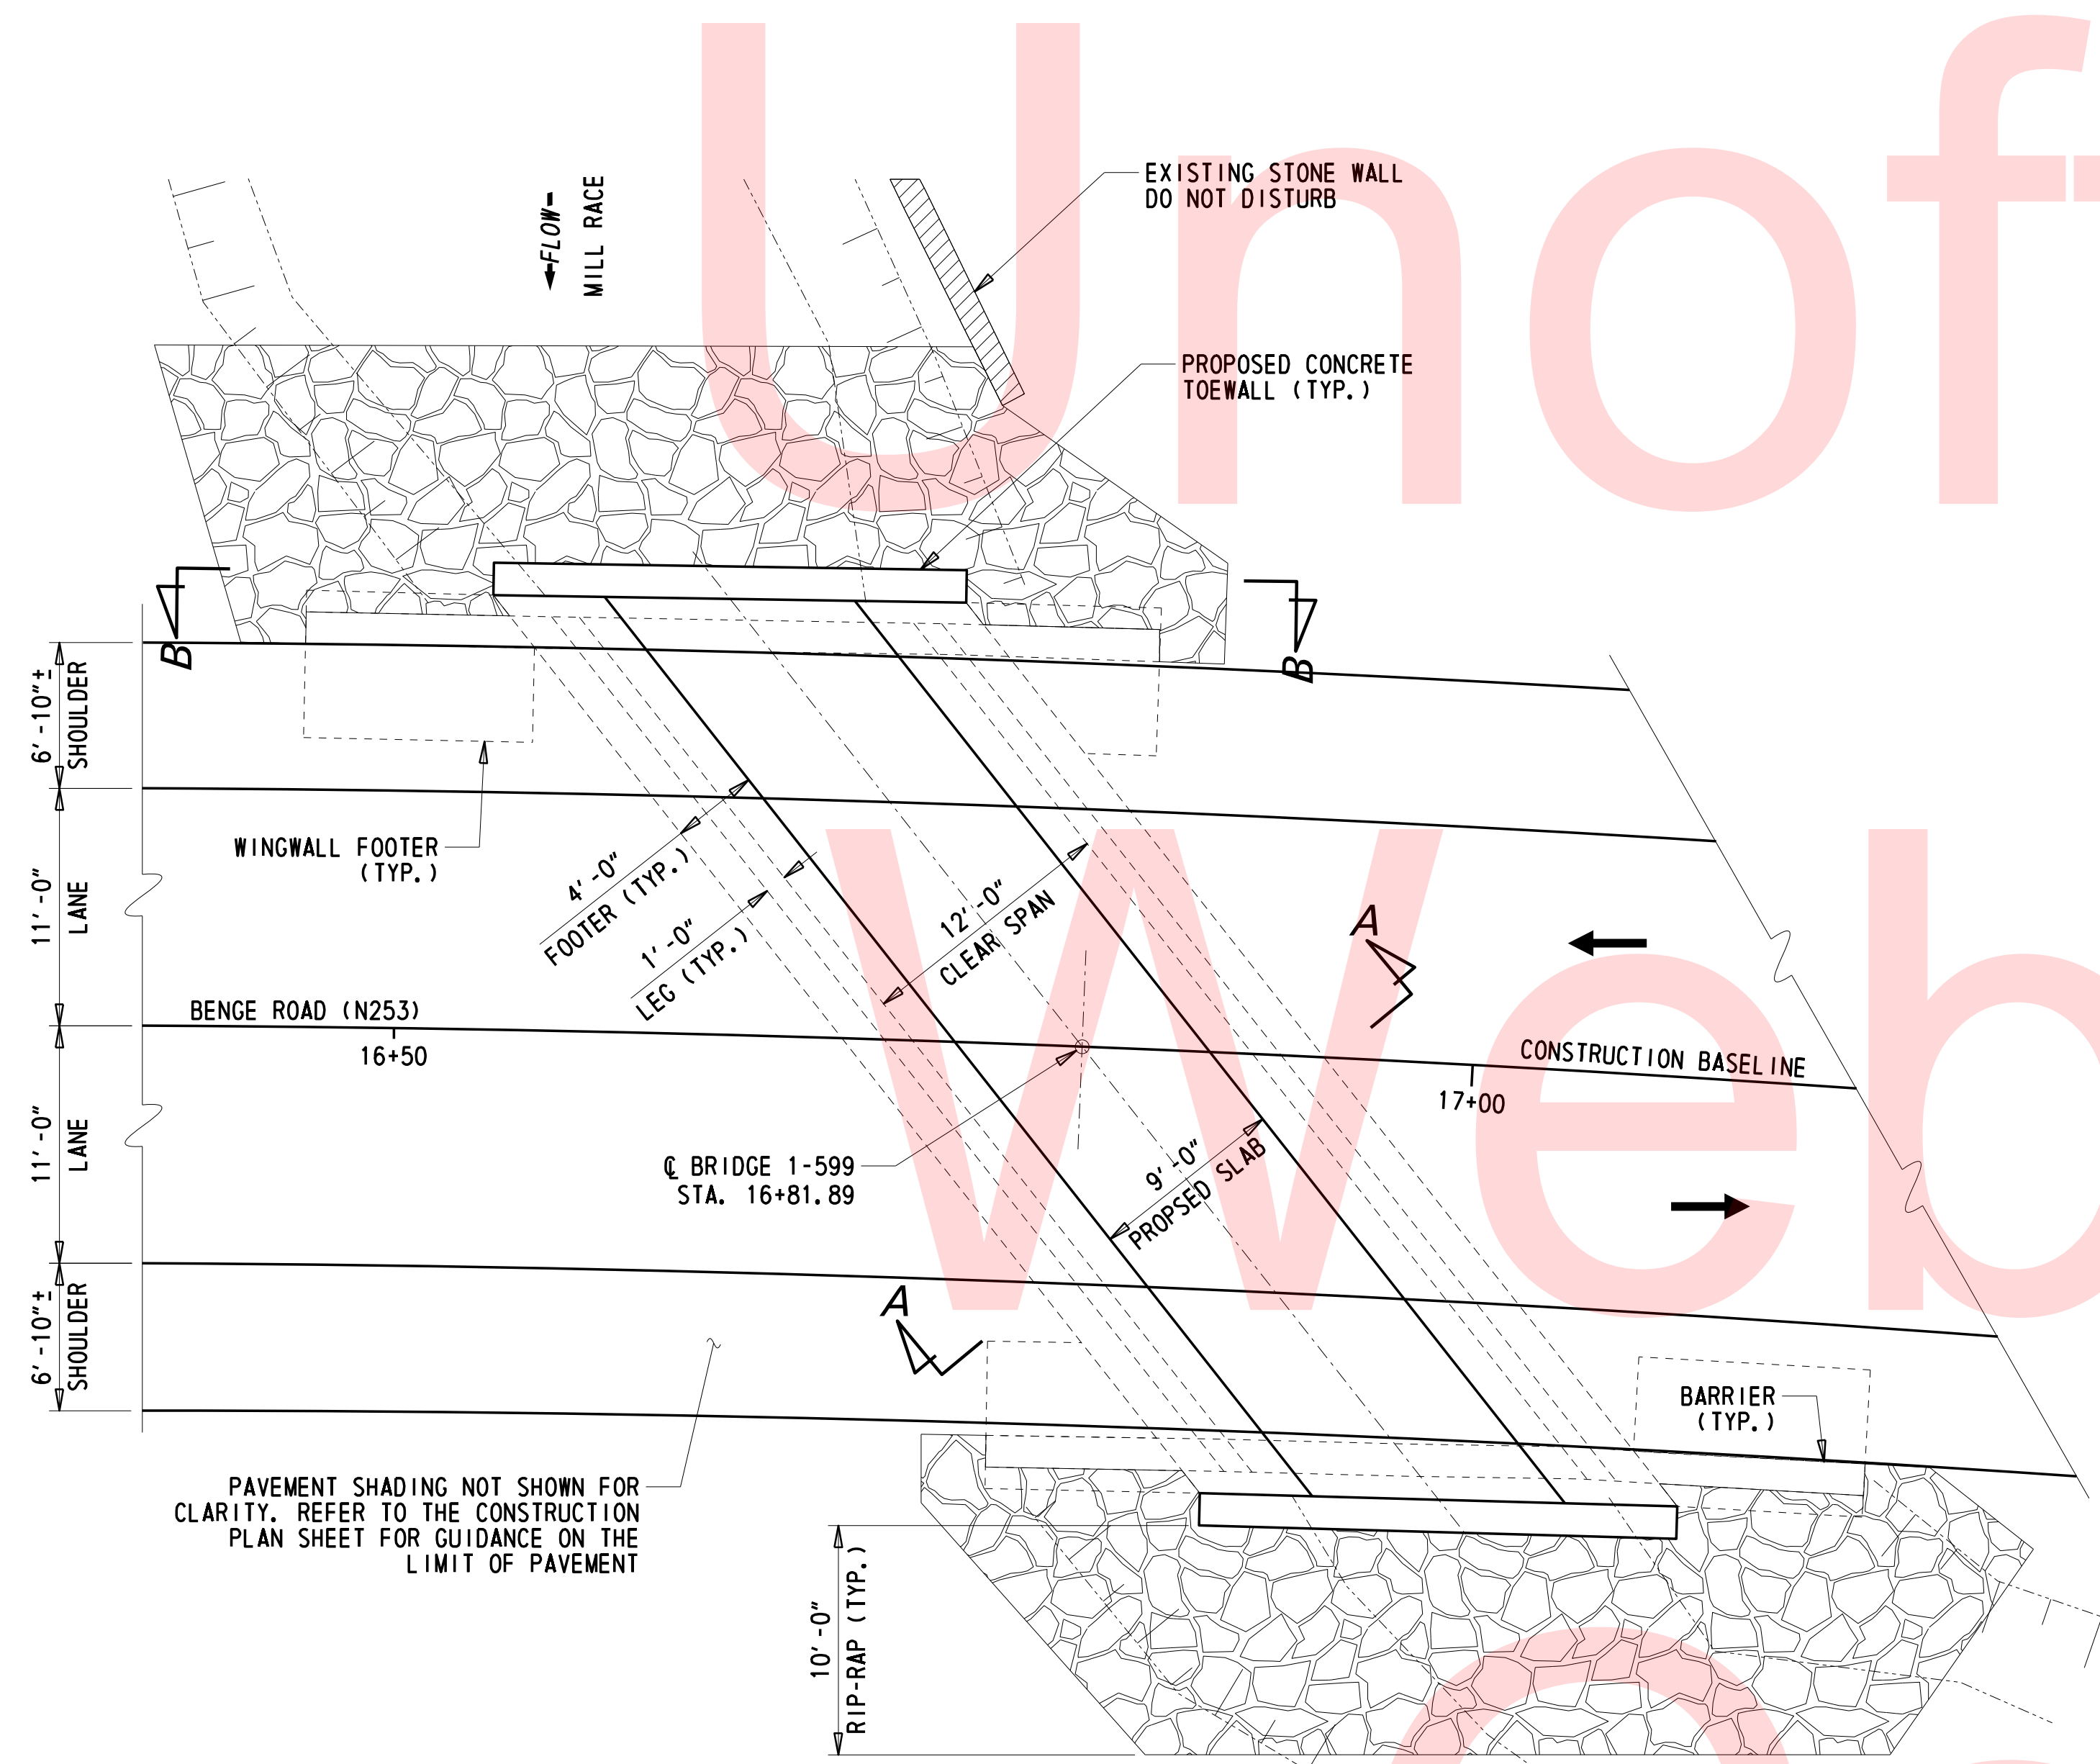 Unoff
EXISTING STONE WALL
DO NOT DISTURB
←FLOW-
MILL RACE
PROPOSED CONCRETE
TOEWALL (TYP.)
B
B
6'-10"±
SHOULDER
WINGWALL FOOTER
(TYP.)
4'-0"
FOOTER (TYP.)
1'-0"
LEG (TYP.)
12'-0"
CLEAR SPAN
A
11'-0"
LANE
BENGE ROAD (N253)
16+50
CONSTRUCTION BASELINE
17+00
Web
11'-0"
LANE
℄ BRIDGE 1-599
STA. 16+81.89
9'-0"
PROPSED SLAB
A
6'-10"±
SHOULDER
BARRIER
(TYP.)
PAVEMENT SHADING NOT SHOWN FOR
CLARITY. REFER TO THE CONSTRUCTION
PLAN SHEET FOR GUIDANCE ON THE
LIMIT OF PAVEMENT
10'-0"
RIP-RAP (TYP.)